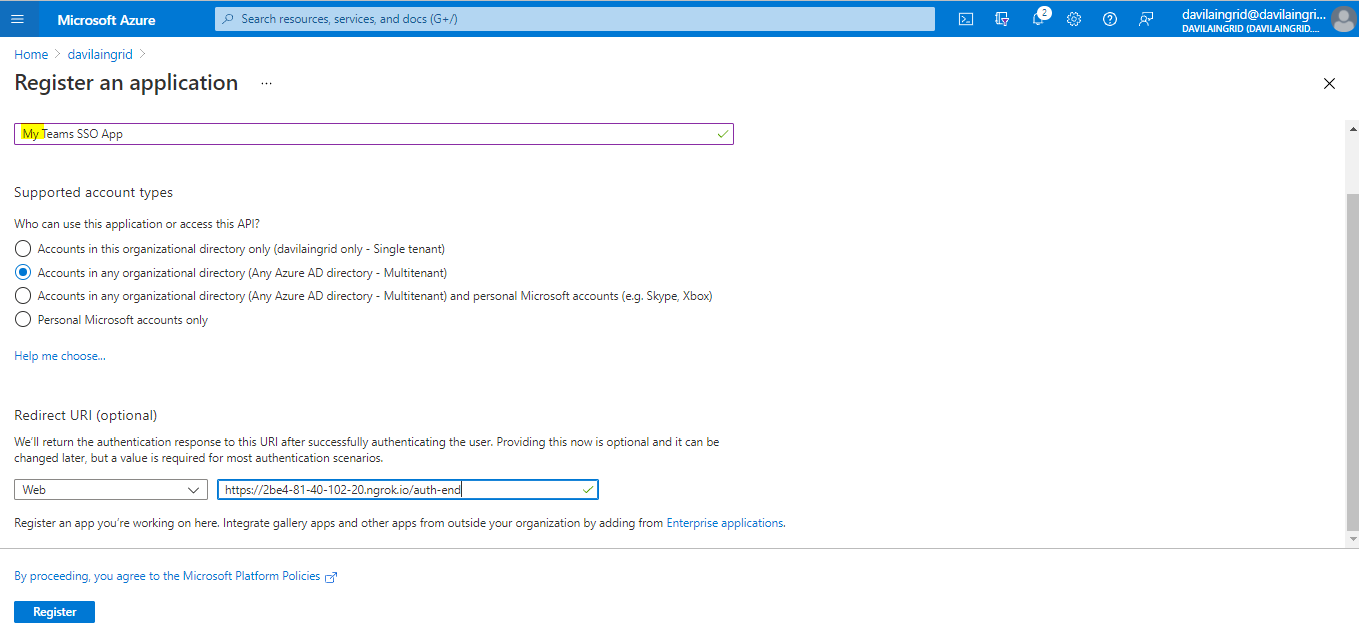 Microsoft Azure
Search resources, services, and docs (G+/)
2
davilaingrid@davilaingri...
DAVILAINGRID (DAVILAINGRID....
Home > davilaingrid >
Register an application ...
My Teams SSO App
Supported account types
Who can use this application or access this API?
Accounts in this organizational directory only (davilaingrid only - Single tenant)
Accounts in any organizational directory (Any Azure AD directory - Multitenant)
Accounts in any organizational directory (Any Azure AD directory - Multitenant) and personal Microsoft accounts (e.g. Skype, Xbox)
Personal Microsoft accounts only
Help me choose...
Redirect URI (optional)
We'll return the authentication response to this URI after successfully authenticating the user. Providing this now is optional and it can be
changed later, but a value is required for most authentication scenarios.
Web
https://2be4-81-40-102-20.ngrok.io/auth-end
Register an app you're working on here. Integrate gallery apps and other apps from outside your organization by adding from Enterprise applications.
By proceeding, you agree to the Microsoft Platform Policies
Register